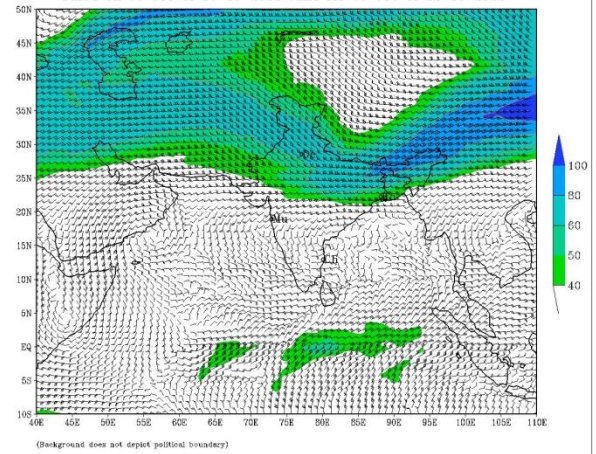 50N
45N
40N
35N
30N
25N
20N
Mu
15N
10N
5N
EQ
5S
10S
40E 45E 50E 55E 60E 65E 70E 75E 80E 85E 90E 95E 100E 105E 110E
100
80
60
50
40
(Background does not depict political boundary)